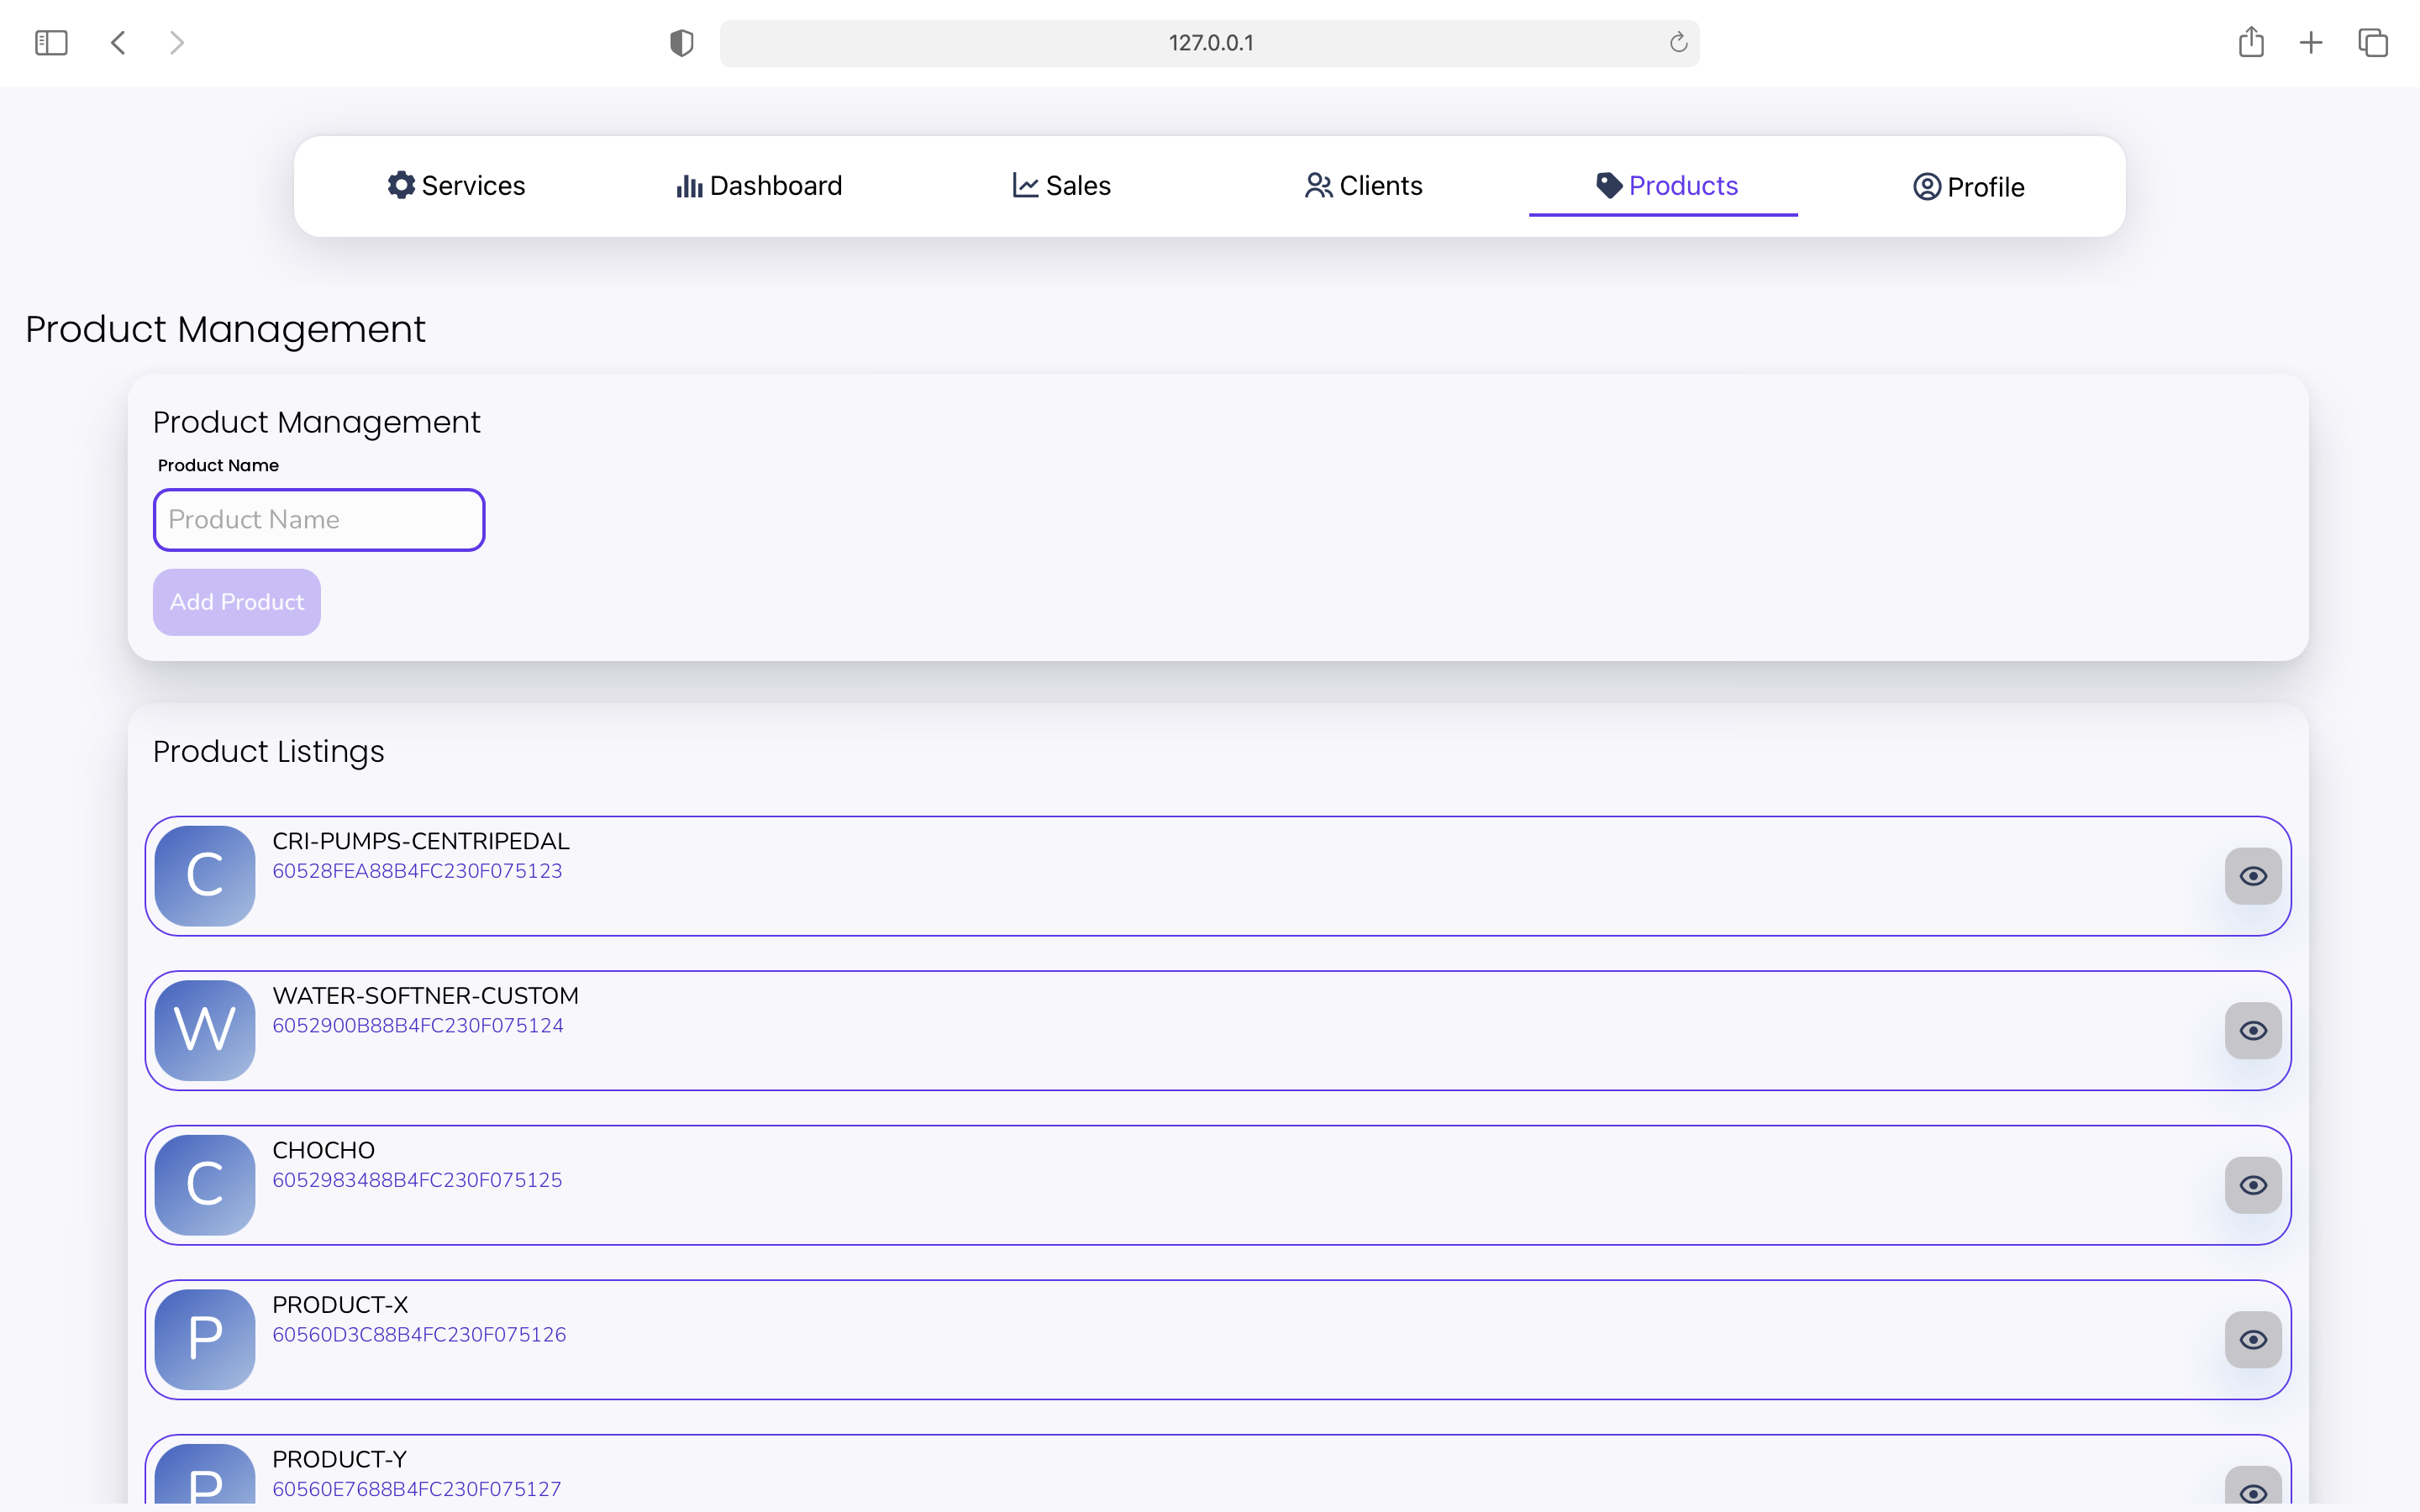 127.0.0.1
Services Dashboard Sales Clients Products Profile
Product Management
Product Management
Product Name
Product Name
Add Product
Product Listings
C
CRI-PUMPS-CENTRIPEDAL
60528FEA88B4FC230F075123
W
WATER-SOFTNER-CUSTOM
6052900B88B4FC230F075124
C
CHOCHO
6052983488B4FC230F075125
P
PRODUCT-X
60560D3C88B4FC230F075126
P
PRODUCT-Y
60560E7688B4FC230F075127